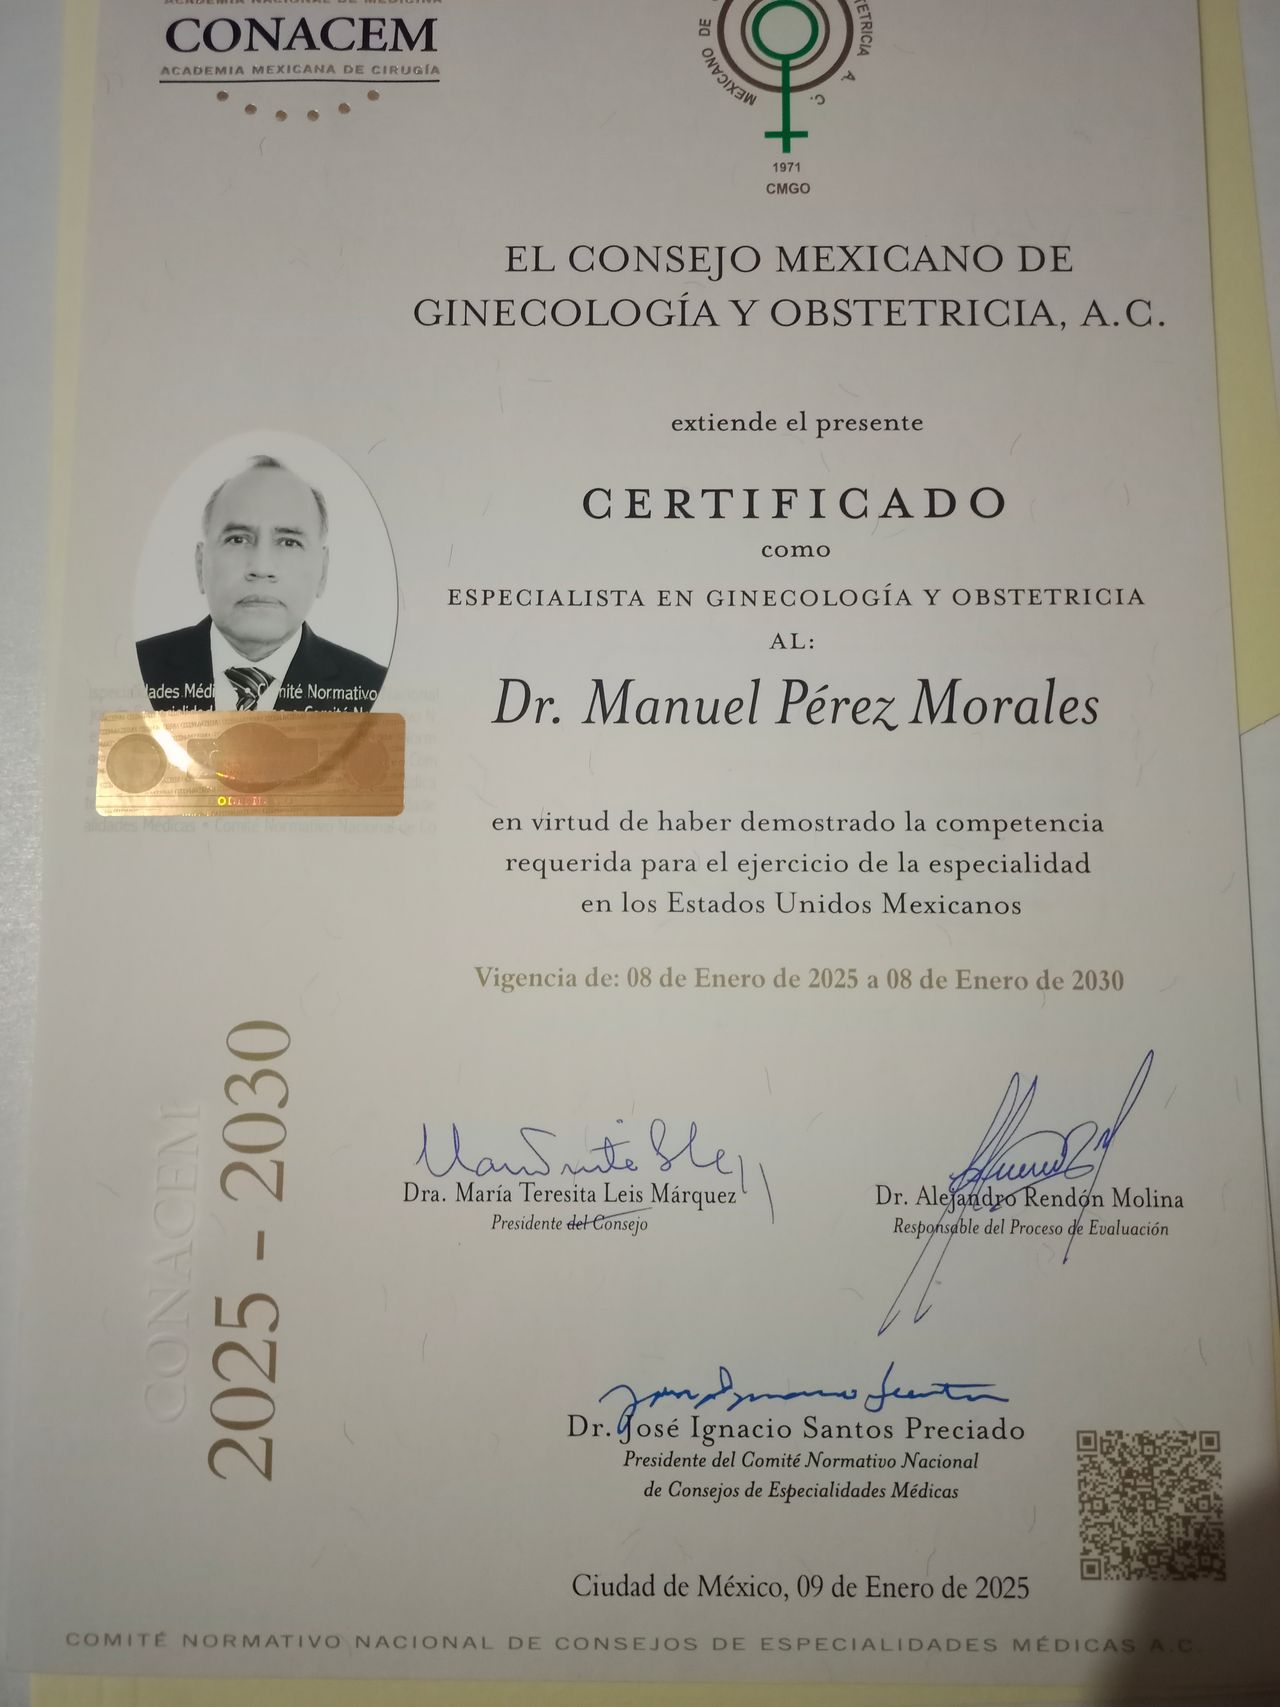 CONACEM
ACADEMIA MEXICANA DE CIRUGÍA
MEXICANO DE
TETRICIA A. C.
1971
CMGO
EL CONSEJO MEXICANO DE
GINECOLOGÍA Y OBSTETRICIA, A.C.
extiende el presente
CERTIFICADO
como
ESPECIALISTA EN GINECOLOGÍA Y OBSTETRICIA
AL:
Dr. Manuel Pérez Morales
en virtud de haber demostrado la competencia
requerida para el ejercicio de la especialidad
en los Estados Unidos Mexicanos
Vigencia de: 08 de Enero de 2025 a 08 de Enero de 2030
CONACEM
2025 - 2030
Dra. María Teresita Leis Márquez
Presidente del Consejo
Dr. Alejandro Rendón Molina
Responsable del Proceso de Evaluación
Dr. José Ignacio Santos Preciado
Presidente del Comité Normativo Nacional
de Consejos de Especialidades Médicas
Ciudad de México, 09 de Enero de 2025
COMITÉ NORMATIVO NACIONAL DE CONSEJOS DE ESPECIALIDADES MÉDICAS A.C.